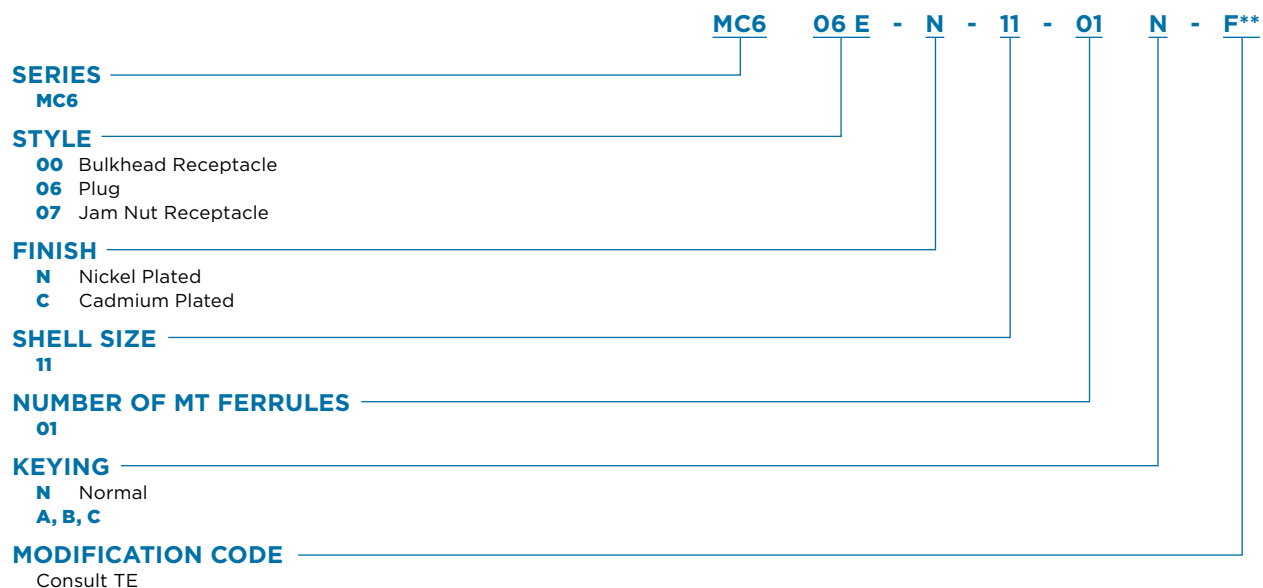 MC6 06 E - N - 11 - 01 N - F**
SERIES
MC6
STYLE
00 Bulkhead Receptacle
06 Plug
07 Jam Nut Receptacle
FINISH
N Nickel Plated
C Cadmium Plated
SHELL SIZE
11
NUMBER OF MT FERRULES
01
KEYING
N Normal
A, B, C
MODIFICATION CODE
Consult TE